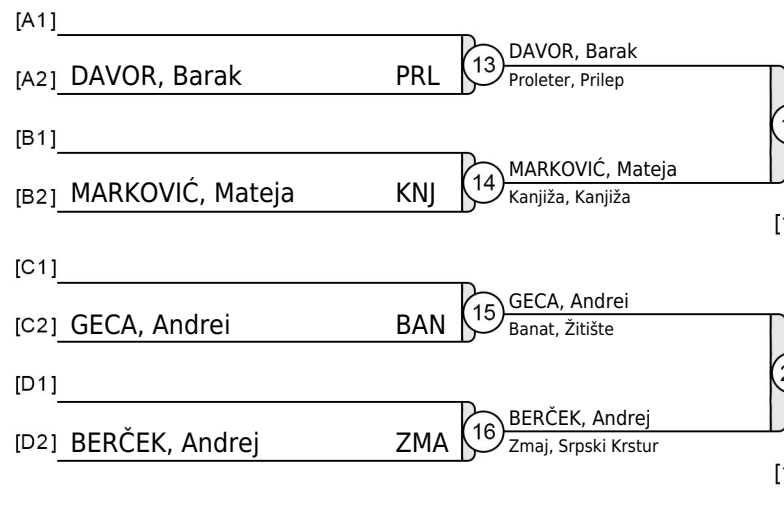 [A1]
[A2] DAVOR, Barak PRL
13
DAVOR, Barak
Proleter, Prilep
[B1]
[B2] MARKOVIĆ, Mateja KNJ
14
MARKOVIĆ, Mateja
Kanjiža, Kanjiža
[C1]
[C2] GECA, Andrei BAN
15
GECA, Andrei
Banat, Žitište
[D1]
[D2] BERČEK, Andrej ZMA
16
BERČEK, Andrej
Zmaj, Srpski Krstur